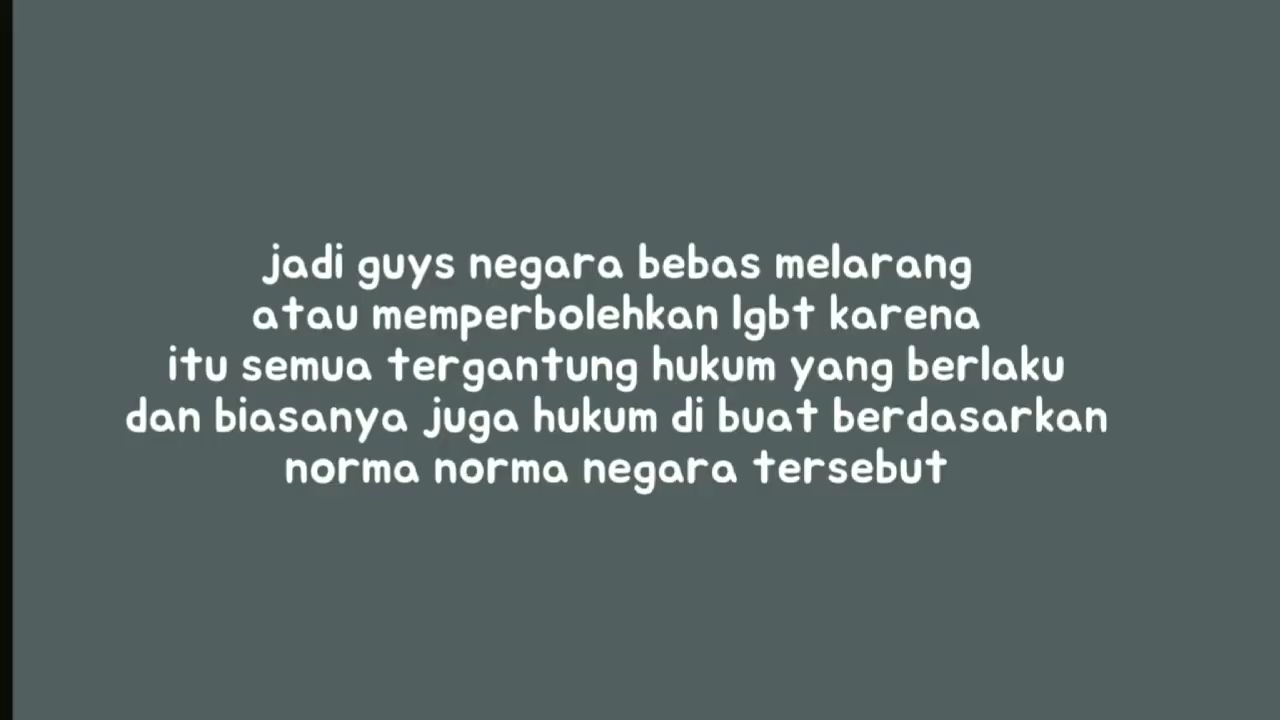 jadi guys negara bebas melarang
atau memperbolehkan lgbt karena
itu semua tergantung hukum yang berlaku
dan biasanya juga hukum di buat berdasarkan
norma norma negara tersebut